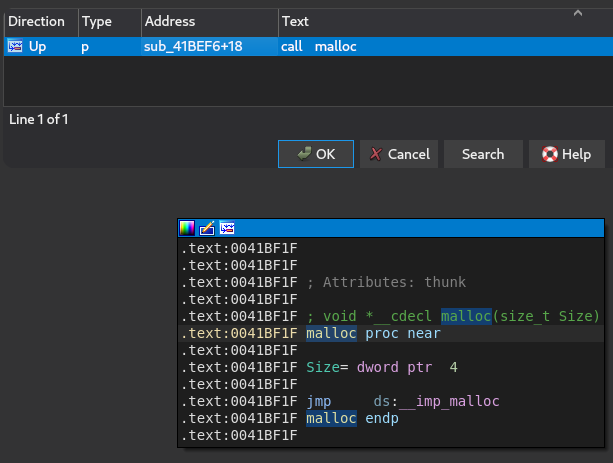 Direction Type Address Text
Up p sub_41BEF6+18 call malloc
Line 1 of 1
OK Cancel Search Help
.text:0041BF1F
.text:0041BF1F
.text:0041BF1F ; Attributes: thunk
.text:0041BF1F
.text:0041BF1F ; void *__cdecl malloc(size_t Size)
.text:0041BF1F malloc proc near
.text:0041BF1F
.text:0041BF1F Size= dword ptr  4
.text:0041BF1F
.text:0041BF1F jmp     ds:__imp_malloc
.text:0041BF1F malloc endp
.text:0041BF1F